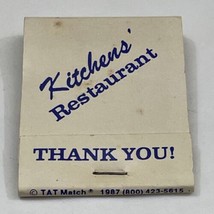 Kitchens'
Restaurant
THANK YOU!
© TAT Match® 1987 (800) 423-5815